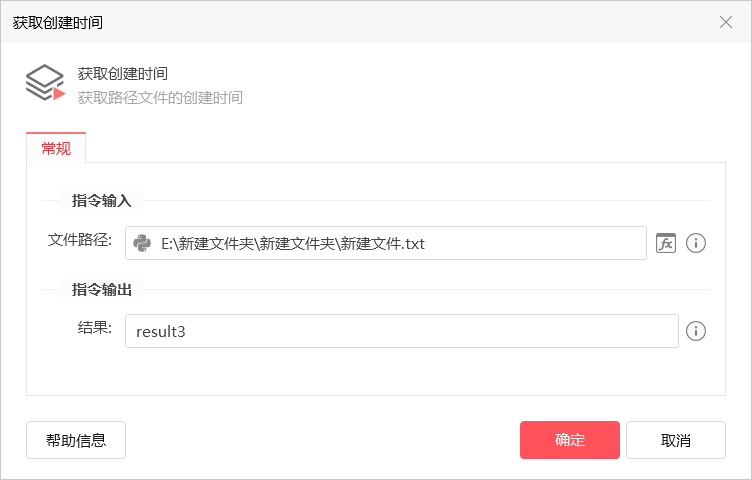 获取创建时间
获取创建时间
获取路径文件的创建时间
常规
指令输入
文件路径: E:\新建文件夹\新建文件夹\新建文件.txt
指令输出
结果: result3
帮助信息 确定 取消